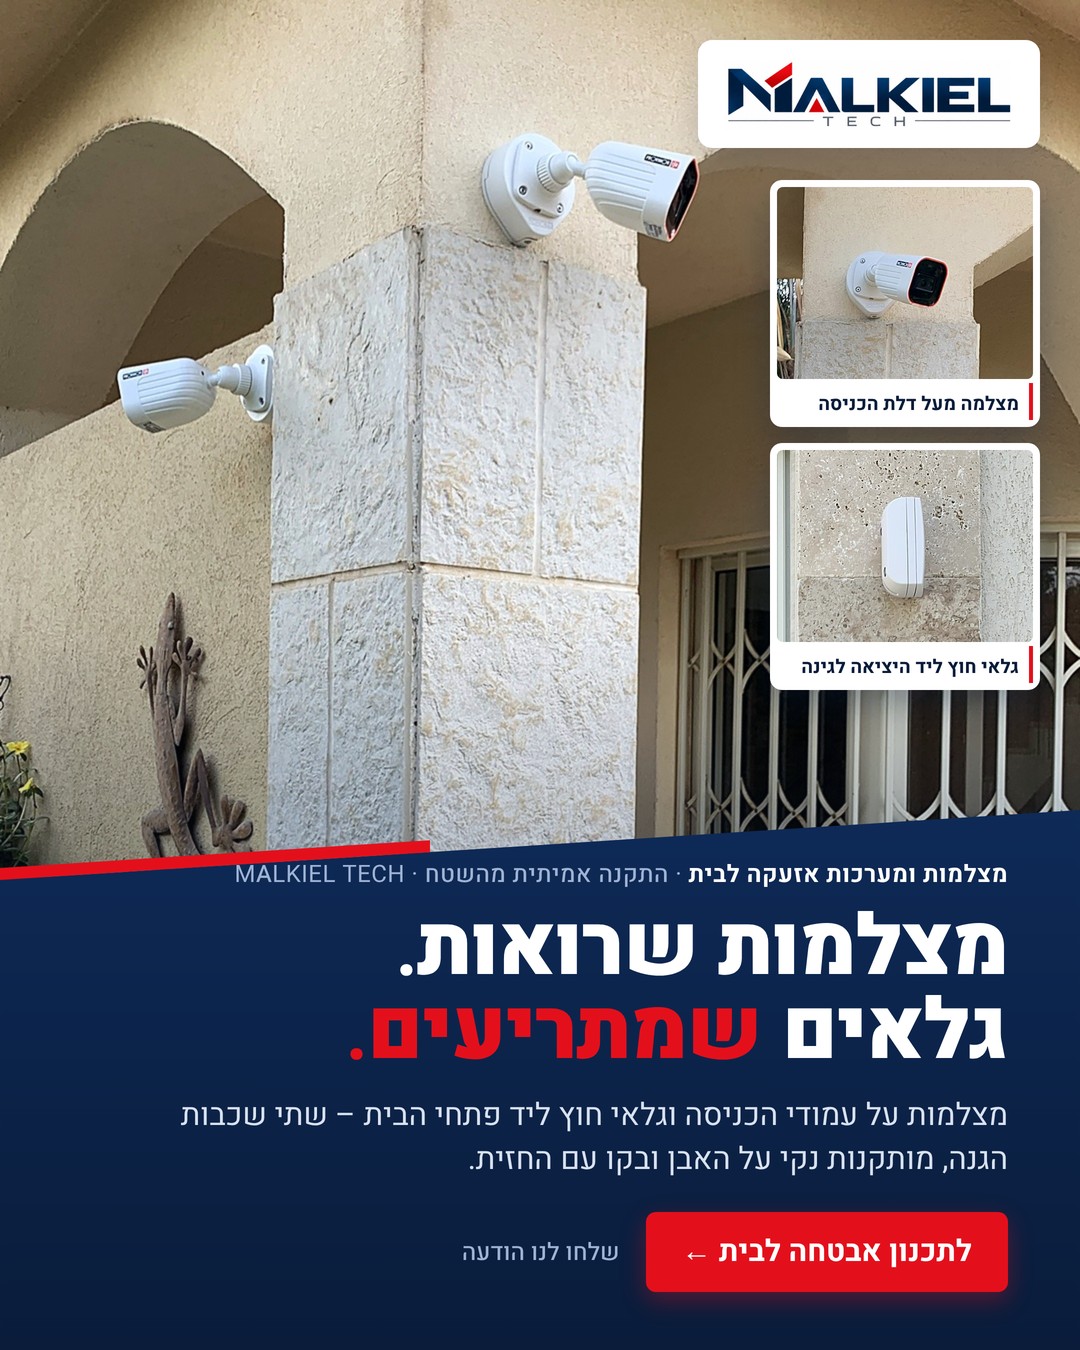 MALKIEL
TECH
מצלמה מעל דלת הכניסה
גלאי חוץ ליד היציאה לגינה
מצלמות ומערכות אזעקה לבית · התקנה אמיתית מהשטח · MALKIEL TECH
מצלמות שרואות.
גלאים שמתריעים.
מצלמות על עמודי הכניסה וגלאי חוץ ליד פתחי הבית – שתי שכבות
הגנה, מותקנות נקי על האבן ובקו עם החזית.
לתכנון אבטחה לבית ←
שלחו לנו הודעה